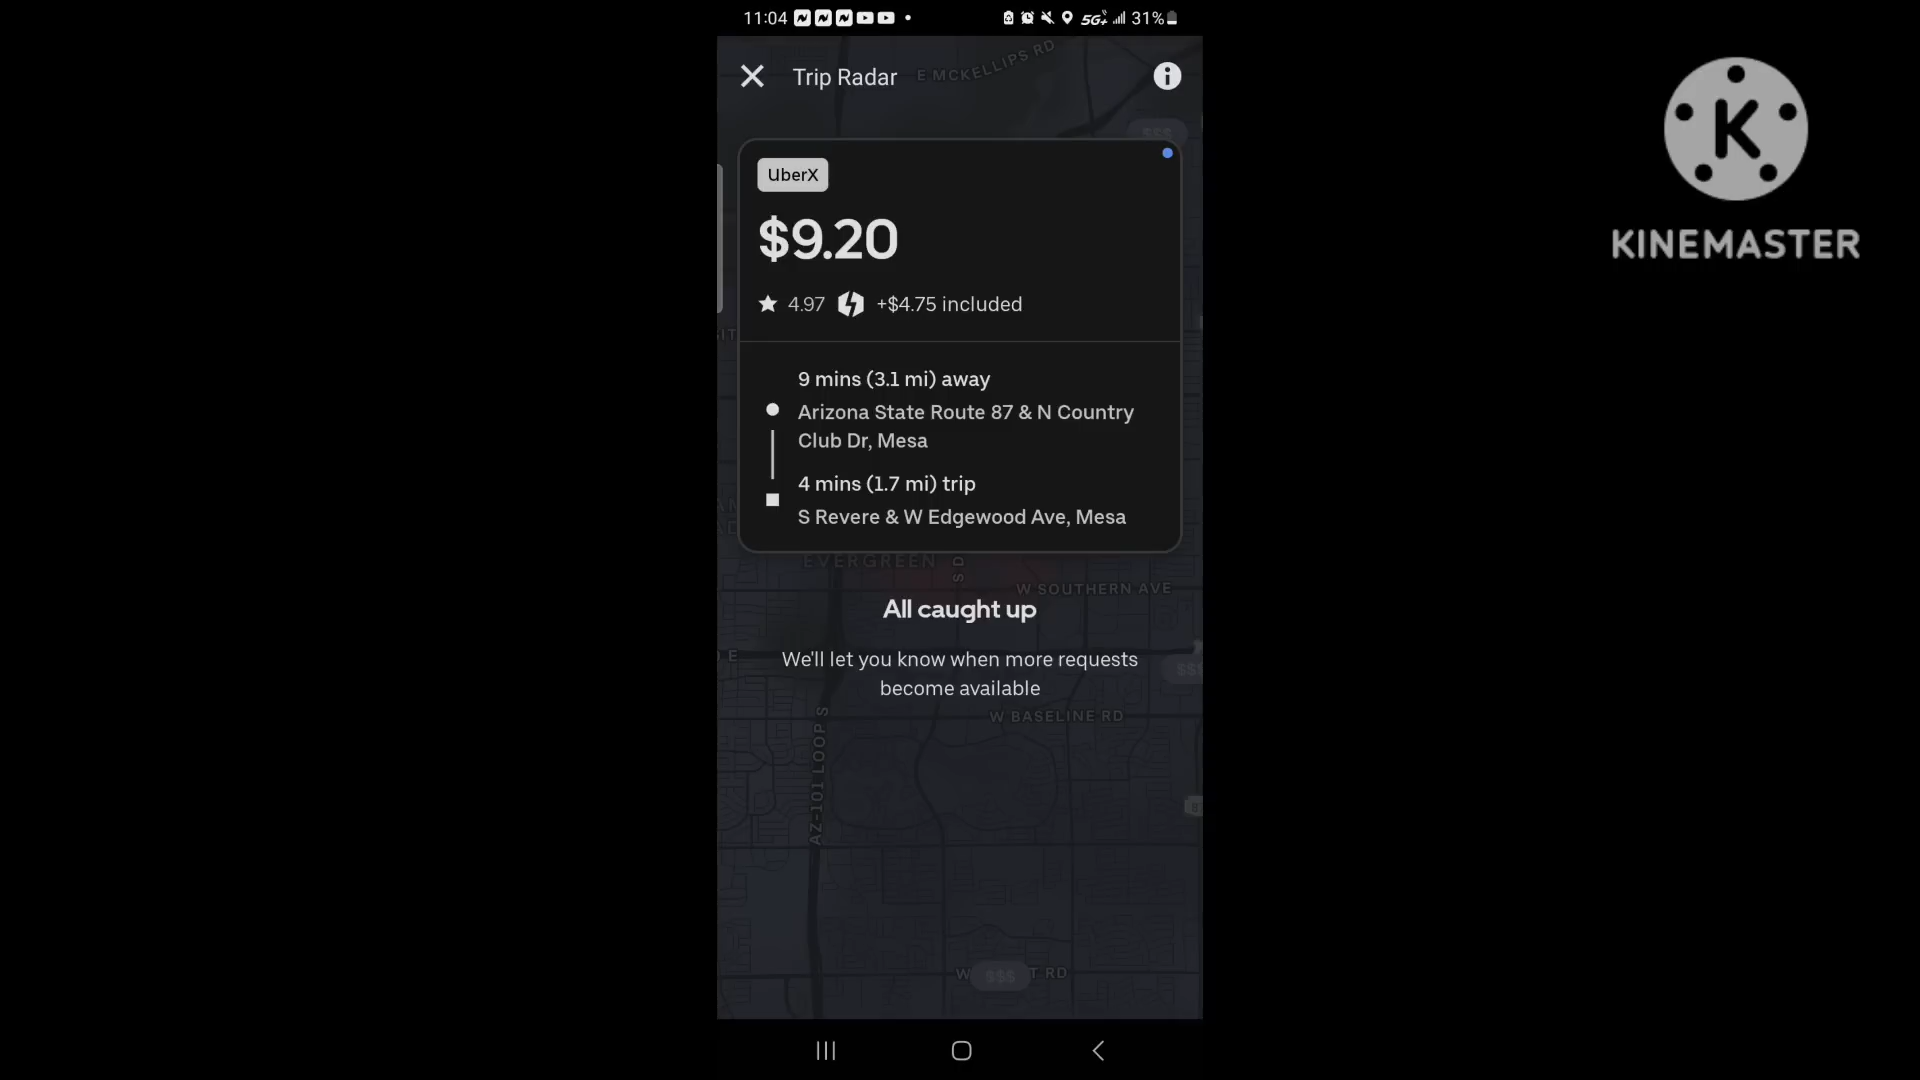 11:04
5G+ 31%
E MCKELLIPS RD
Trip Radar
$$$
UberX
$9.20
4.97 +$4.75 included
9 mins (3.1 mi) away
Arizona State Route 87 & N Country
Club Dr, Mesa
4 mins (1.7 mi) trip
S Revere & W Edgewood Ave, Mesa
EVERGREEN
S D
W SOUTHERN AVE
All caught up
We'll let you know when more requests
become available
$$$
W BASELINE RD
AZ-101 LOOP S
W
$$$
T RD
K
KINEMASTER